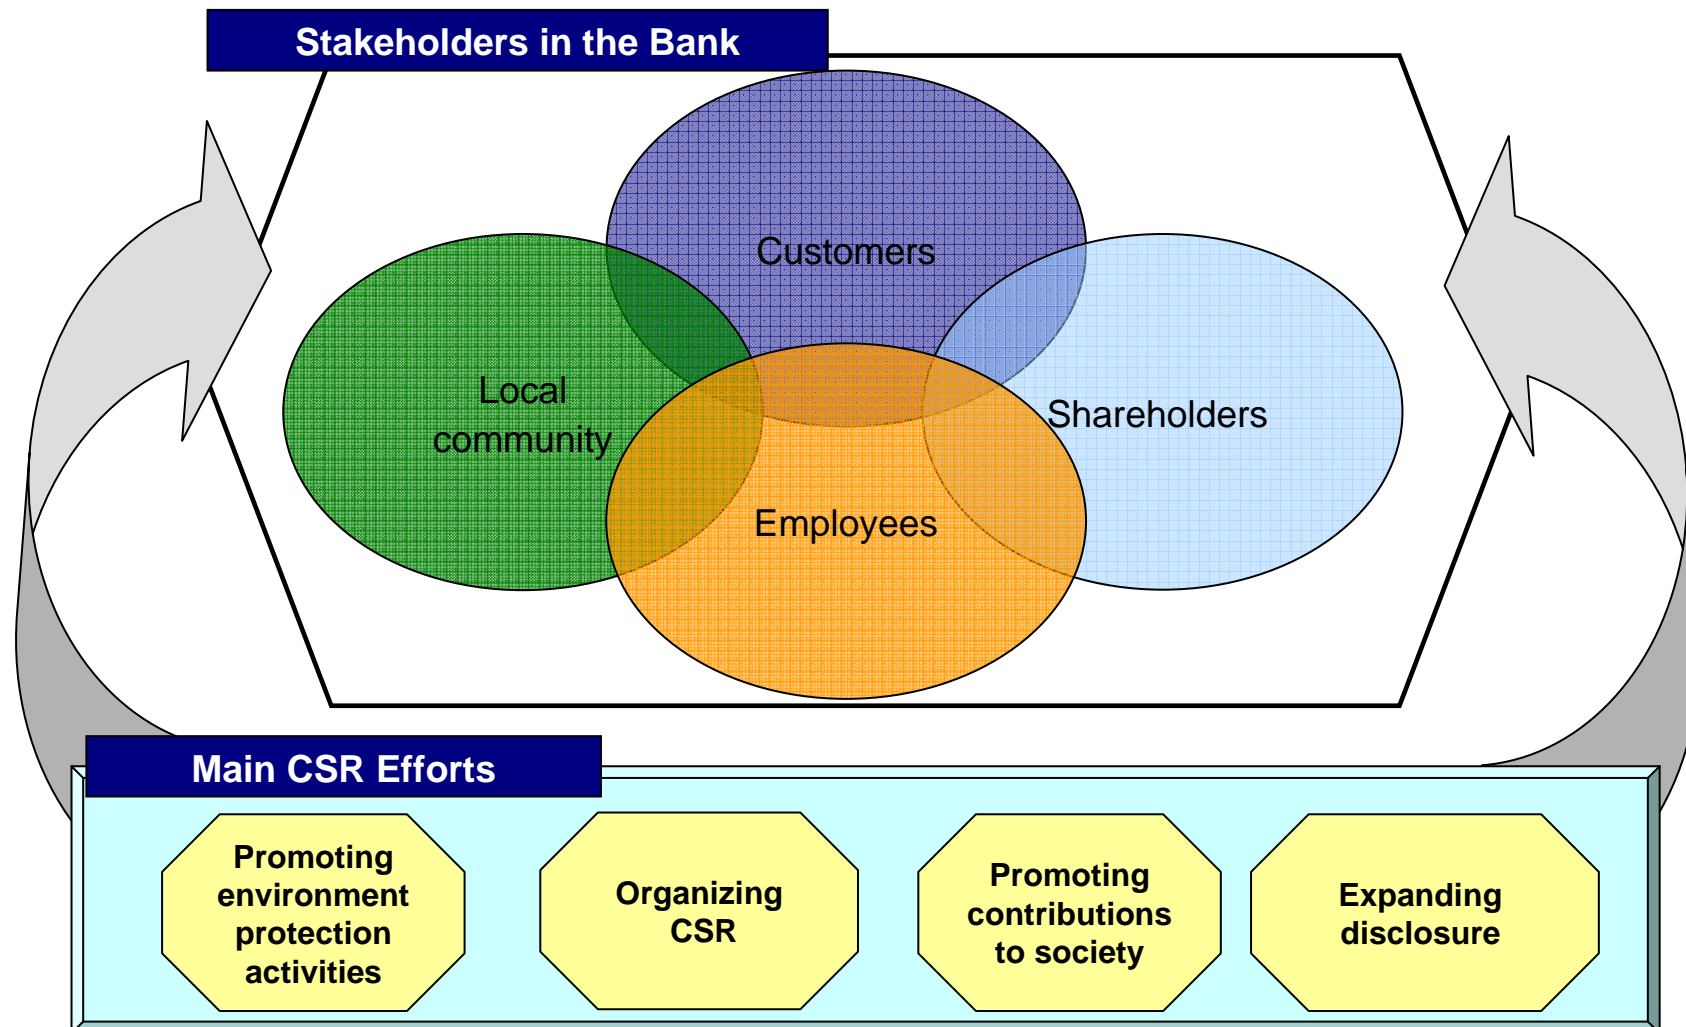 Stakeholders in the Bank
Customers
Local
community
Shareholders
Employees
Main CSR Efforts
Promoting
environment
protection
activities
Organizing
CSR
Promoting
contributions
to society
Expanding
disclosure